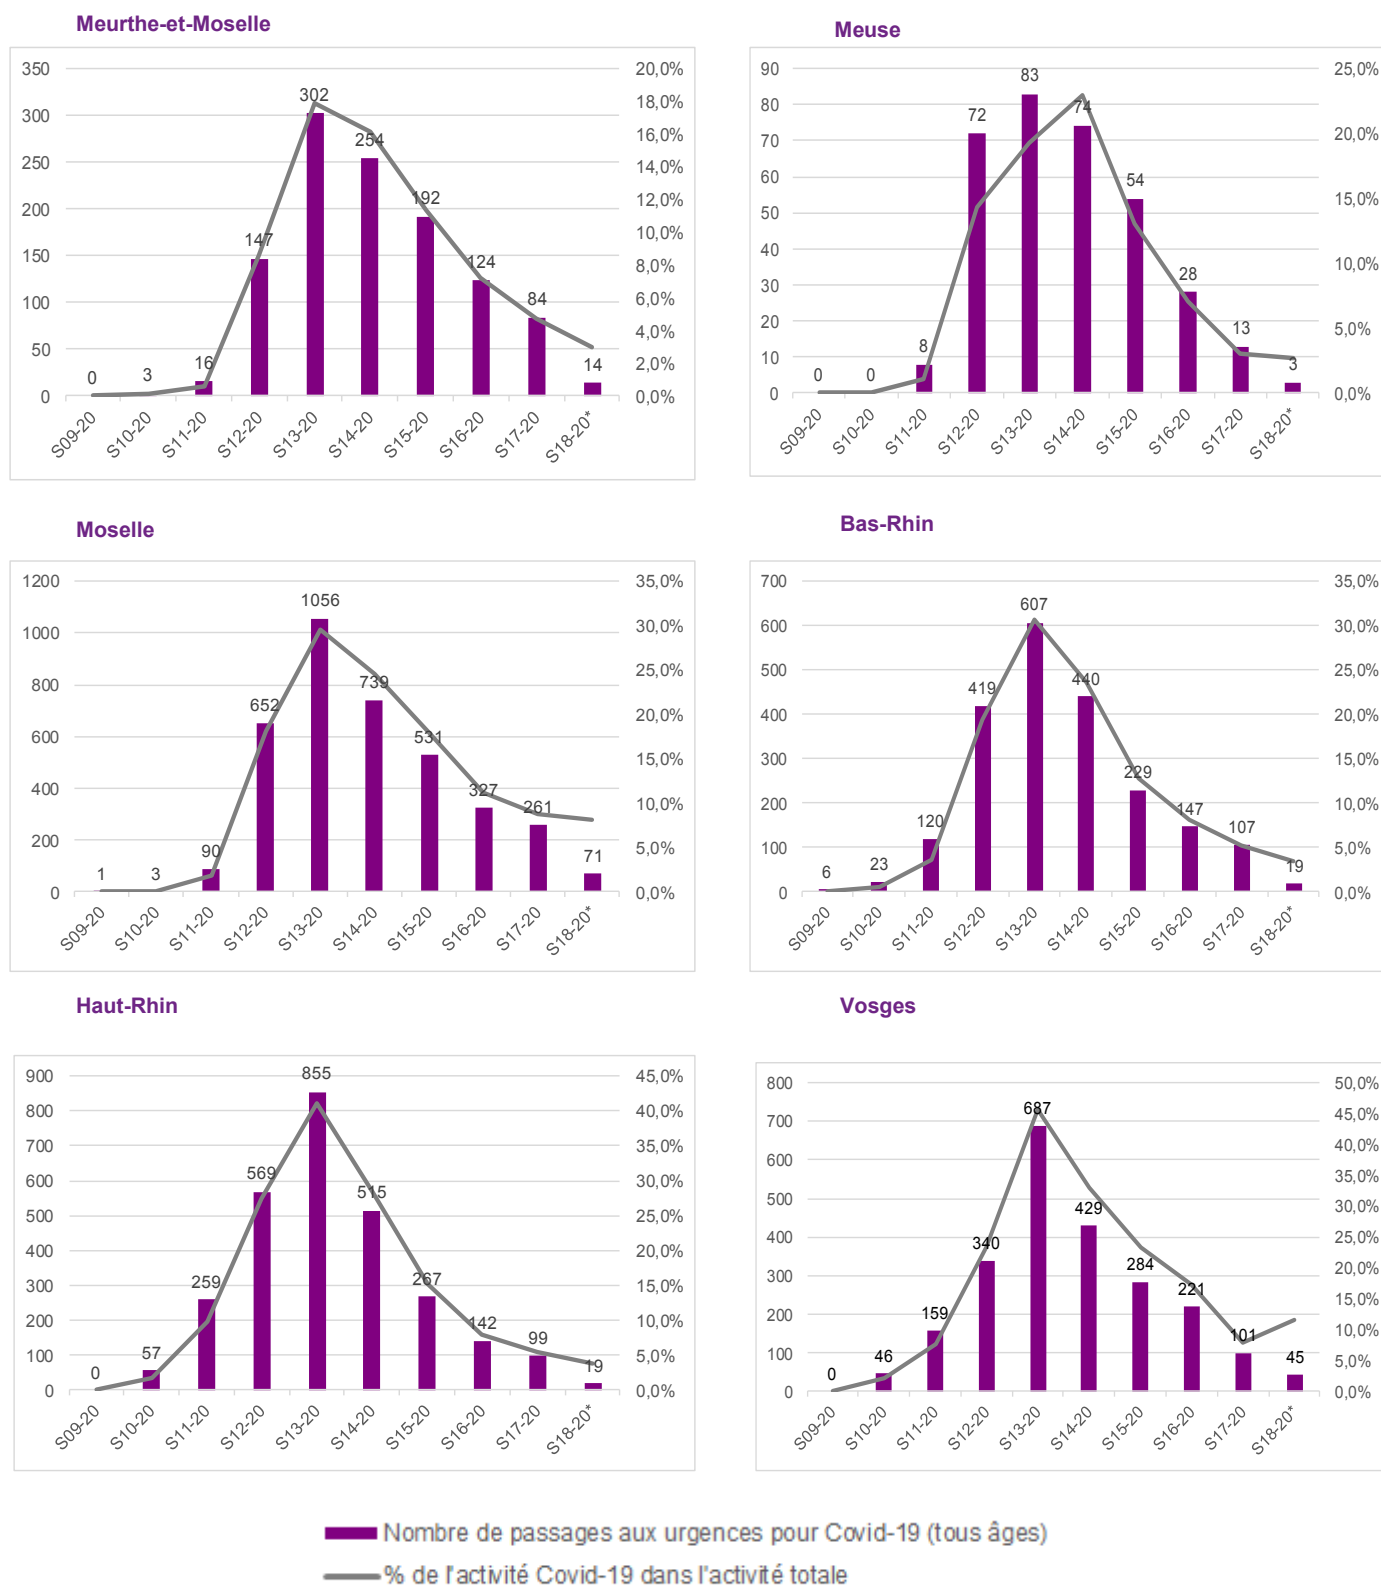 Meurthe-et-Moselle
350
300
250
200
150
100
50
0
20,0%
18,0%
16,0%
14,0%
12,0%
10,0%
8,0%
6,0%
4,0%
2,0%
0,0%
0
3
16
147
302
254
192
124
84
14
S09-20
S10-20
S11-20
S12-20
S13-20
S14-20
S15-20
S16-20
S17-20
S18-20*
Meuse
90
80
70
60
50
40
30
20
10
0
25,0%
20,0%
15,0%
10,0%
5,0%
0,0%
0
0
8
72
83
74
54
28
13
3
S09-20
S10-20
S11-20
S12-20
S13-20
S14-20
S15-20
S16-20
S17-20
S18-20*
Moselle
1200
1000
800
600
400
200
0
35,0%
30,0%
25,0%
20,0%
15,0%
10,0%
5,0%
0,0%
1
3
90
652
1056
739
531
327
261
71
S09-20
S10-20
S11-20
S12-20
S13-20
S14-20
S15-20
S16-20
S17-20
S18-20*
Bas-Rhin
700
600
500
400
300
200
100
0
35,0%
30,0%
25,0%
20,0%
15,0%
10,0%
5,0%
0,0%
6
23
120
419
607
440
229
147
107
19
S09-20
S10-20
S11-20
S12-20
S13-20
S14-20
S15-20
S16-20
S17-20
S18-20*
Haut-Rhin
900
800
700
600
500
400
300
200
100
0
45,0%
40,0%
35,0%
30,0%
25,0%
20,0%
15,0%
10,0%
5,0%
0,0%
0
57
259
569
855
515
267
142
99
19
S09-20
S10-20
S11-20
S12-20
S13-20
S14-20
S15-20
S16-20
S17-20
S18-20*
Vosges
800
700
600
500
400
300
200
100
0
50,0%
45,0%
40,0%
35,0%
30,0%
25,0%
20,0%
15,0%
10,0%
5,0%
0,0%
0
46
159
340
687
429
284
221
101
45
S09-20
S10-20
S11-20
S12-20
S13-20
S14-20
S15-20
S16-20
S17-20
S18-20*
Nombre de passages aux urgences pour Covid-19 (tous âges)
% de l'activité Covid-19 dans l'activité totale